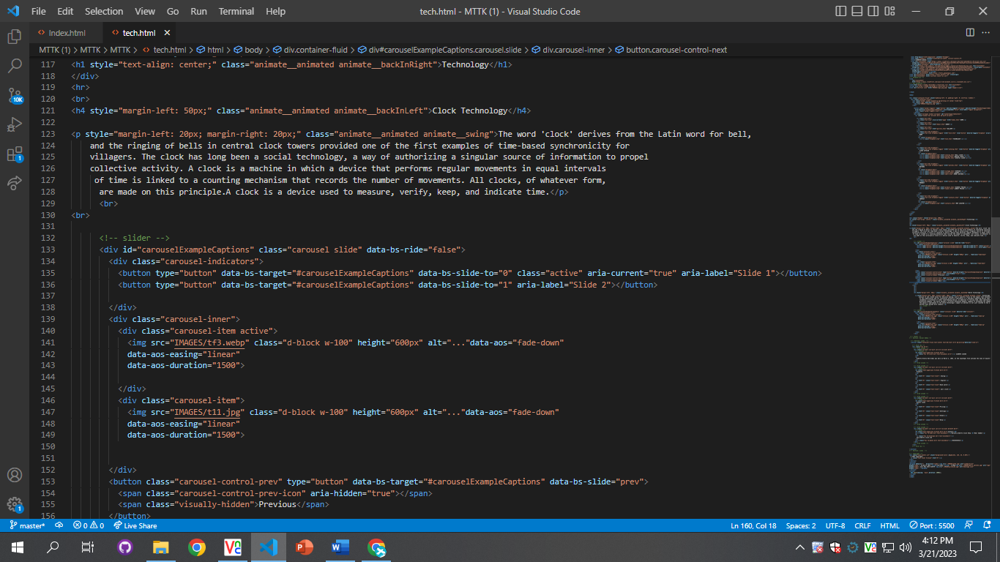 File Edit Selection View Go Run Terminal Help tech.html - MTTK (1) - Visual Studio Code
Index.html tech.html
MTTK (1) > MTTK > MTTK > tech.html > html > body > div.container-fluid > div#carouselExampleCaptions.carousel.slide > div.carousel-inner > button.carousel-control-next
117 <h1 style="text-align: center;" class="animate__animated animate__backInRight">Technology</h1>
118 </div>
119 <hr>
120 <br>
121 <h4 style="margin-left: 50px;" class="animate__animated animate__backInLeft">Clock Technology</h4>
122
123 <p style="margin-left: 20px; margin-right: 20px;" class="animate__animated animate__swing">The word 'clock' derives from the Latin word for bell,
124 and the ringing of bells in central clock towers provided one of the first examples of time-based synchronicity for
125 villagers. The clock has long been a social technology, a way of authorizing a singular source of information to propel
126 collective activity. A clock is a machine in which a device that performs regular movements in equal intervals
127 of time is linked to a counting mechanism that records the number of movements. All clocks, of whatever form,
128 are made on this principle.A clock is a device used to measure, verify, keep, and indicate time.</p>
129 <br>
130 <br>
131
132 <!-- slider -->
133 <div id="carouselExampleCaptions" class="carousel slide" data-bs-ride="false">
134 <div class="carousel-indicators">
135 <button type="button" data-bs-target="#carouselExampleCaptions" data-bs-slide-to="0" class="active" aria-current="true" aria-label="Slide 1"></button>
136 <button type="button" data-bs-target="#carouselExampleCaptions" data-bs-slide-to="1" aria-label="Slide 2"></button>
137
138 </div>
139 <div class="carousel-inner">
140 <div class="carousel-item active">
141 <img src="IMAGES/tf3.webp" class="d-block w-100" height="600px" alt="..."data-aos="fade-down"
142 data-aos-easing="linear"
143 data-aos-duration="1500">
144
145 </div>
146 <div class="carousel-item">
147 <img src="IMAGES/t11.jpg" class="d-block w-100" height="600px" alt="..."data-aos="fade-down"
148 data-aos-easing="linear"
149 data-aos-duration="1500">
150
151
152 </div>
153 <button class="carousel-control-prev" type="button" data-bs-target="#carouselExampleCaptions" data-bs-slide="prev">
154 <span class="carousel-control-prev-icon" aria-hidden="true"></span>
155 <span class="visually-hidden">Previous</span>
156 </button>
10K
1
1
master* 0 0 Live Share Ln 160, Col 18 Spaces: 2 UTF-8 CRLF HTML Port : 5500
4:12 PM
3/21/2023